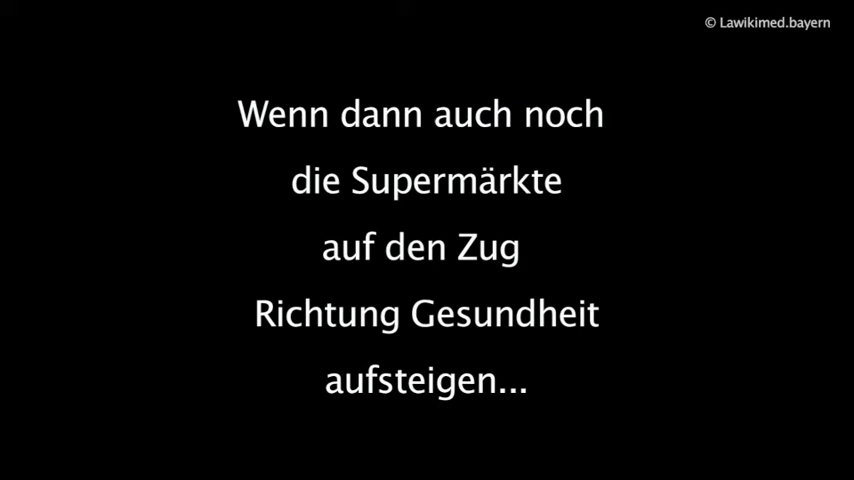 © Lawikimed.bayern
Wenn dann auch noch
die Supermärkte
auf den Zug
Richtung Gesundheit
aufsteigen...